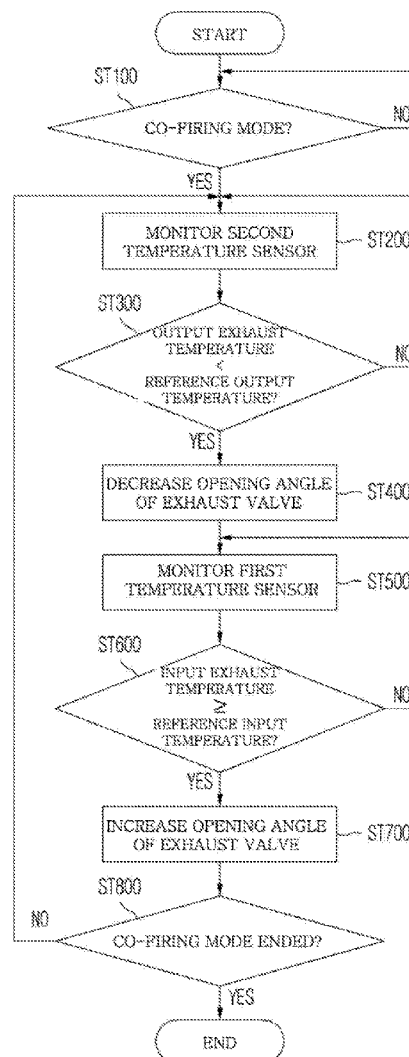 START
ST100
CO-FIRING MODE?
NO
YES
MONITOR SECOND
TEMPERATURE SENSOR
ST200
ST300
OUTPUT EXHAUST
TEMPERATURE
<
REFERENCE OUTPUT
TEMPERATURE?
NO
YES
DECREASE OPENING ANGLE
OF EXHAUST VALVE
ST400
MONITOR FIRST
TEMPERATURE SENSOR
ST500
ST600
INPUT EXHAUST
TEMPERATURE
≥
REFERENCE INPUT
TEMPERATURE?
NO
YES
INCREASE OPENING ANGLE
OF EXHAUST VALVE
ST700
ST800
NO
CO-FIRING MODE ENDED?
YES
END